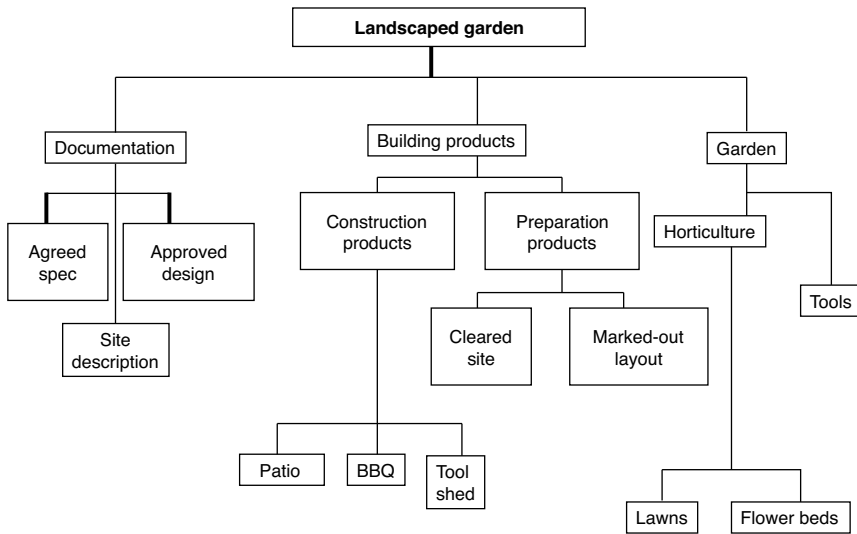 Landscaped garden
Documentation
Building products
Garden
Agreed
spec
Approved
design
Construction
products
Preparation
products
Horticulture
Tools
Site
description
Cleared
site
Marked-out
layout
Patio
BBQ
Tool
shed
Lawns
Flower beds